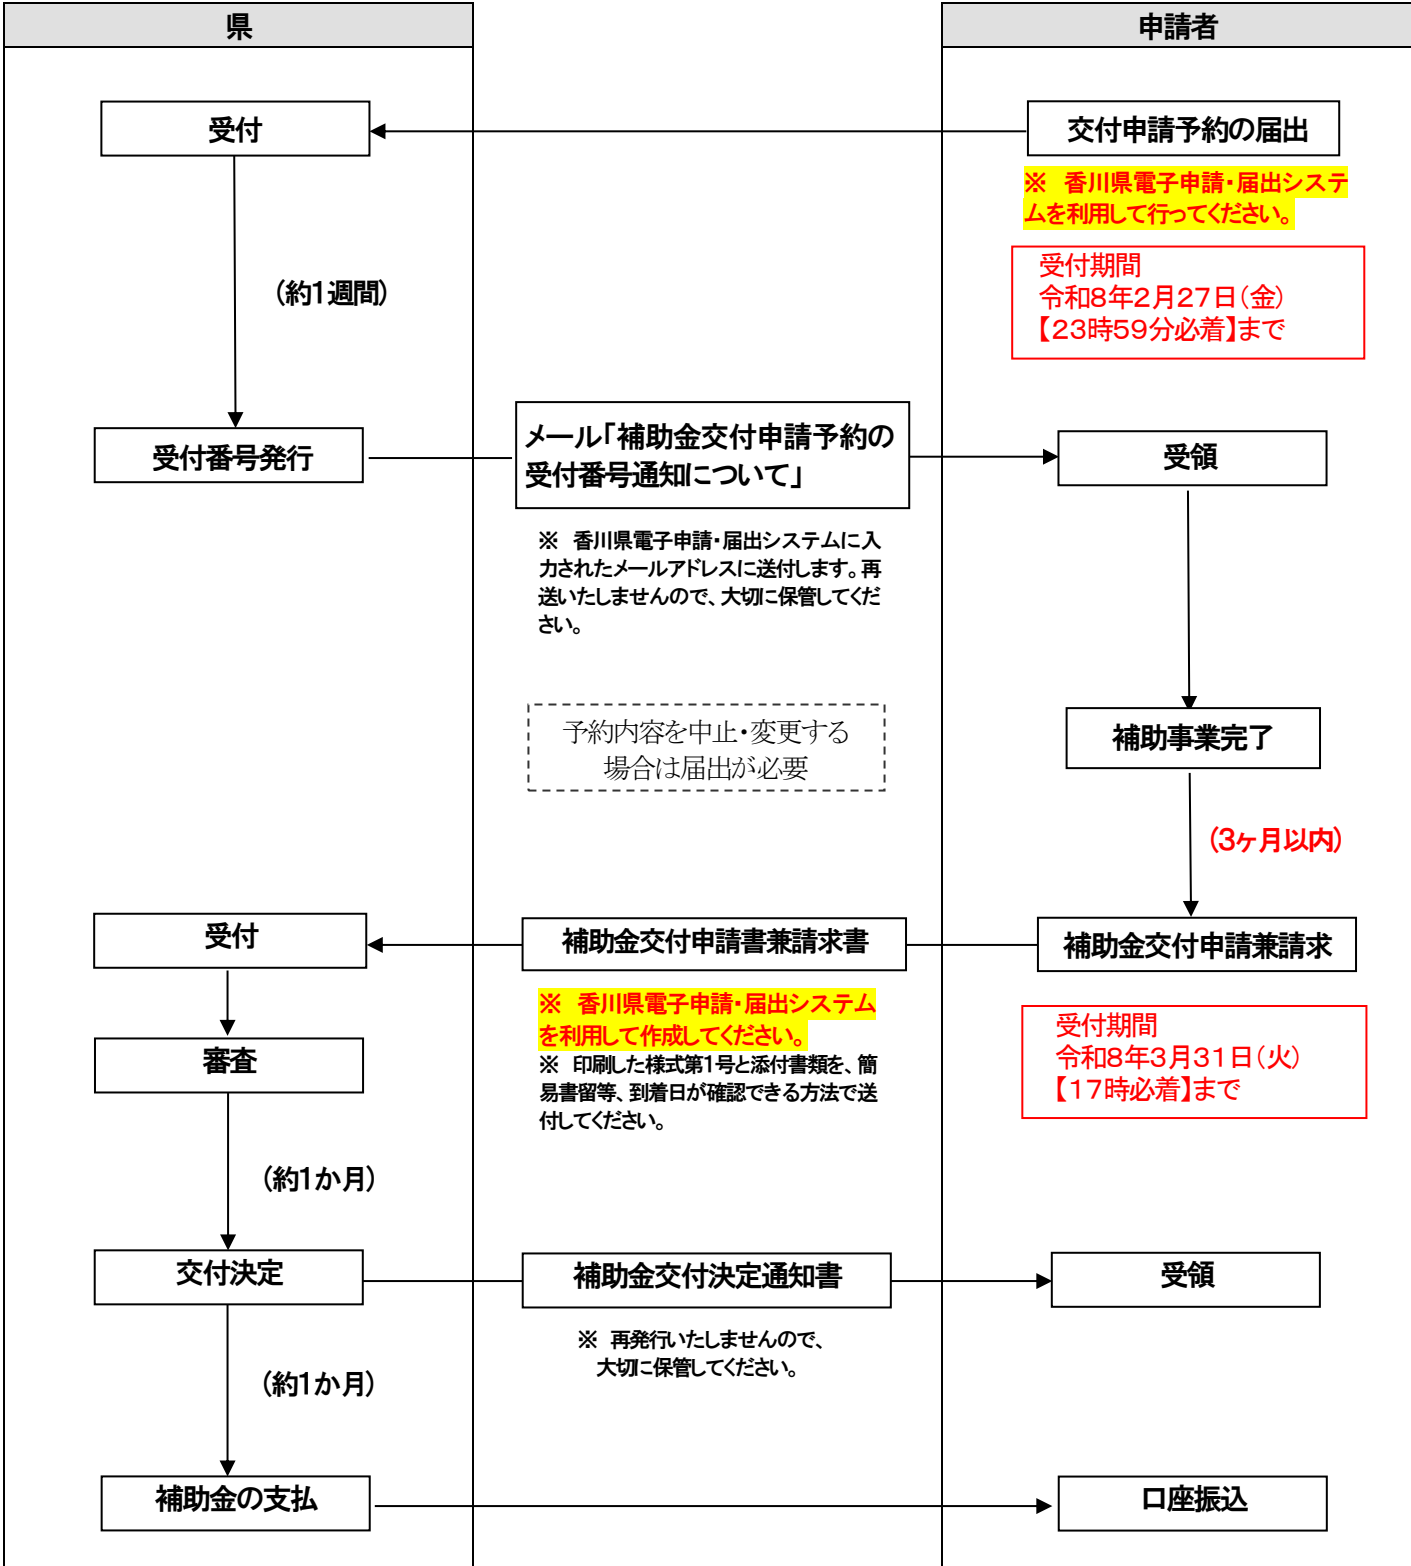 県
申請者
受付
交付申請予約の届出
※　香川県電子申請・届出システ
ムを利用して行ってください。
受付期間
令和8年2月27日（金）
【23時59分必着】まで
（約1週間）
受付番号発行
メール「補助金交付申請予約の
受付番号通知について」
受領
※　香川県電子申請・届出システムに入
力されたメールアドレスに送付します。再
送いたしませんので、大切に保管してくだ
さい。
予約内容を中止・変更する
場合は届出が必要
補助事業完了
（3ヶ月以内）
受付
補助金交付申請書兼請求書
補助金交付申請兼請求
※　香川県電子申請・届出システム
を利用して作成してください。
※　印刷した様式第1号と添付書類を、簡
易書留等、到着日が確認できる方法で送
付してください。
受付期間
令和8年3月31日（火）
【17時必着】まで
審査
（約1か月）
交付決定
補助金交付決定通知書
受領
※　再発行いたしませんので、
大切に保管してください。
（約1か月）
補助金の支払
口座振込